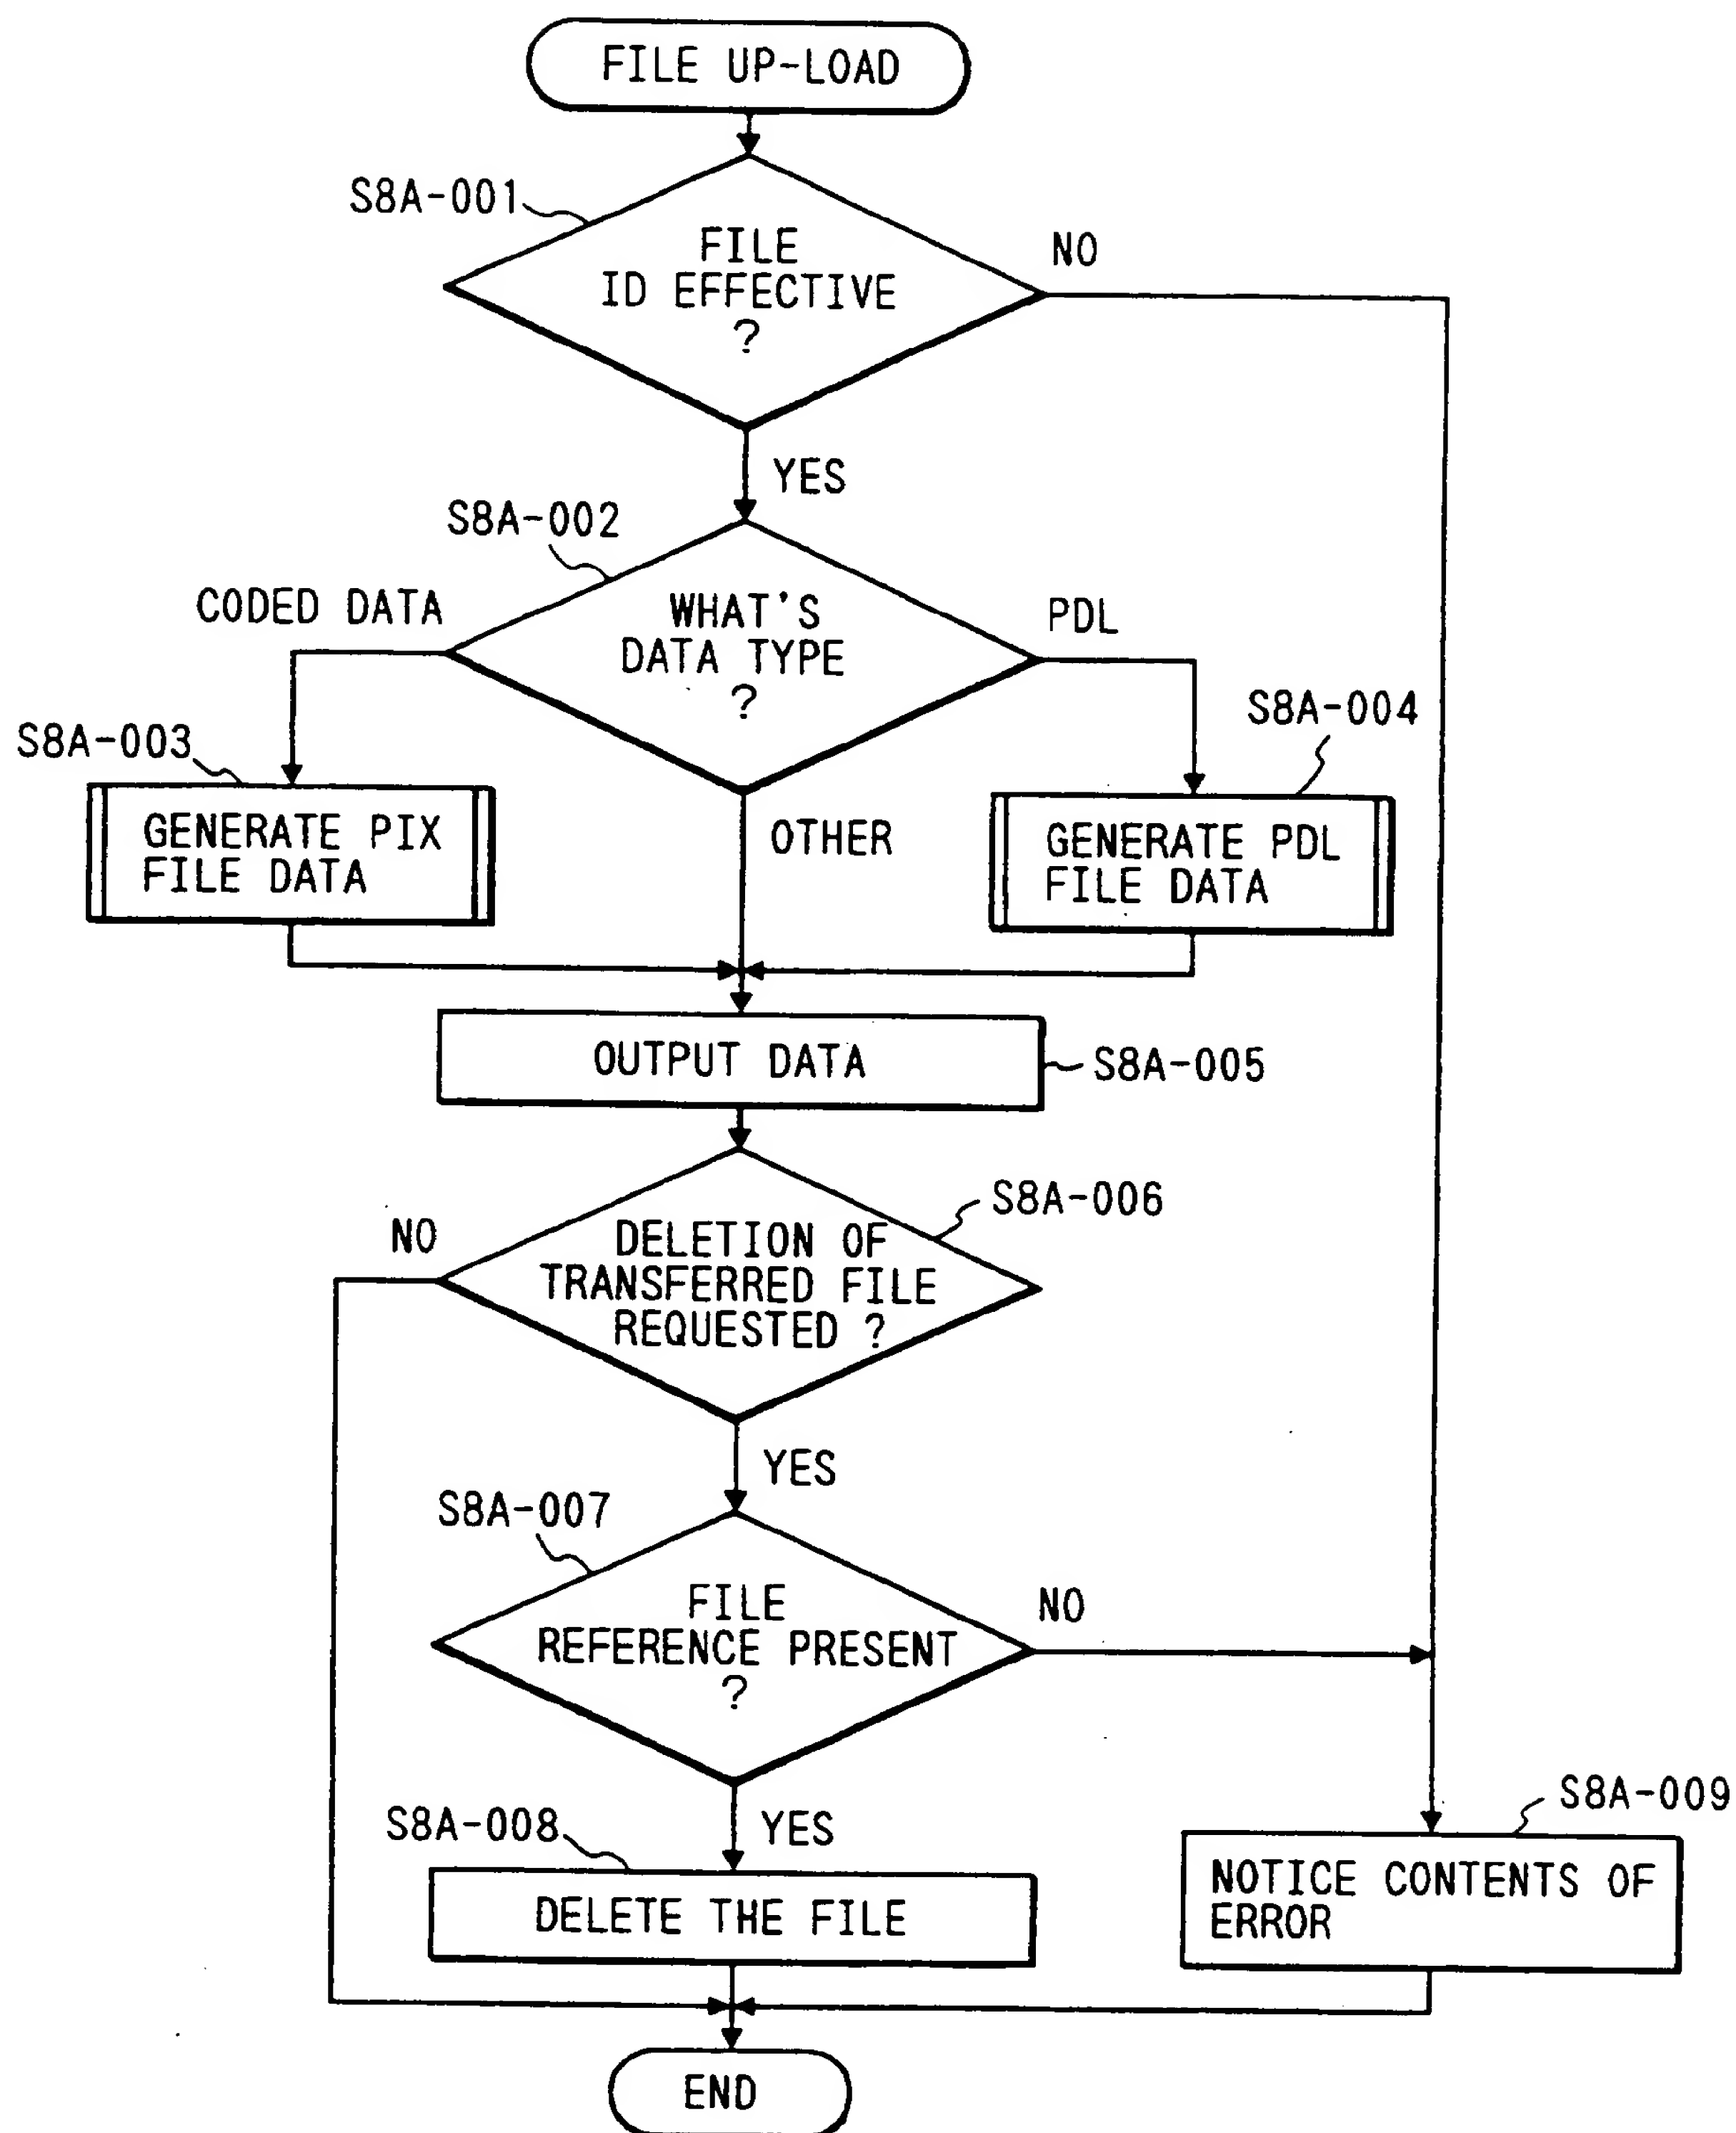 FILE UP-LOAD
S8A-001
FILE
ID EFFECTIVE
?
NO
YES
S8A-002
CODED DATA
WHAT'S
DATA TYPE
?
PDL
S8A-003
S8A-004
GENERATE PIX
FILE DATA
OTHER
GENERATE PDL
FILE DATA
OUTPUT DATA
S8A-005
S8A-006
NO
DELETION OF
TRANSFERRED FILE
REQUESTED ?
YES
S8A-007
FILE
REFERENCE PRESENT
?
NO
YES
S8A-008
S8A-009
DELETE THE FILE
NOTICE CONTENTS OF
ERROR
END